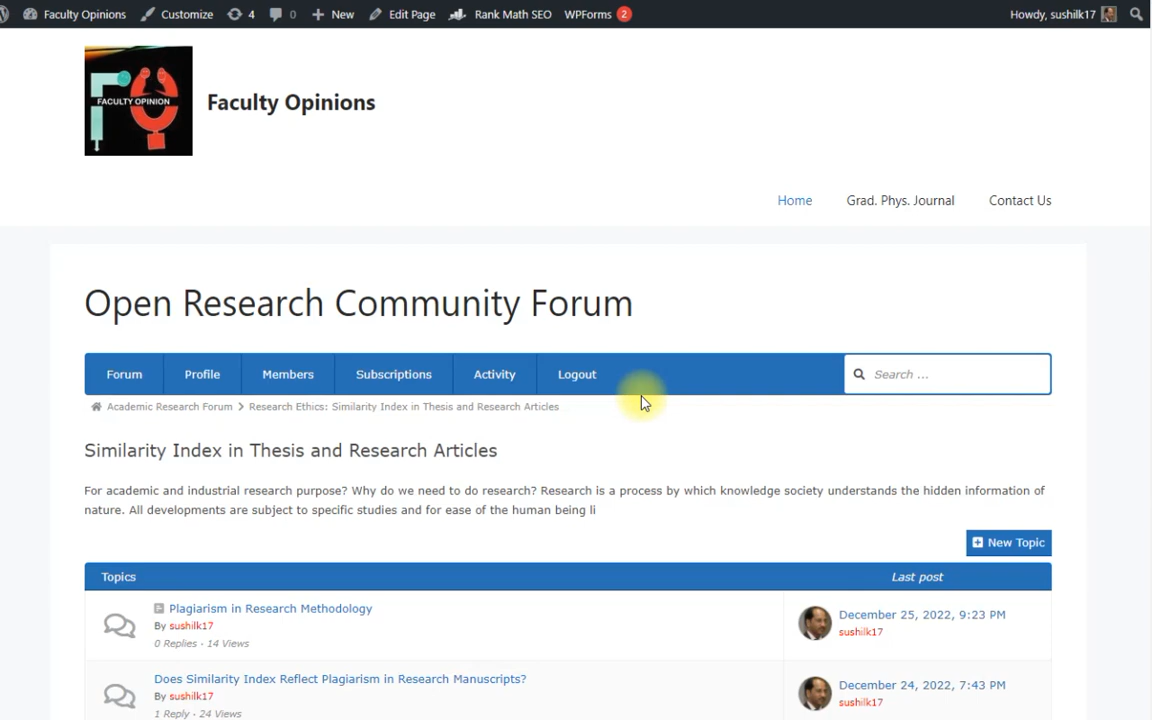 Faculty Opinions Customize 4 0 New Edit Page Rank Math SEO WPForms 2 Howdy, sushilk17
FACULTY OPINION
Faculty Opinions
Home Grad. Phys. Journal Contact Us
Open Research Community Forum
Forum Profile Members Subscriptions Activity Logout Search ...
Academic Research Forum > Research Ethics: Similarity Index in Thesis and Research Articles
Similarity Index in Thesis and Research Articles
For academic and industrial research purpose? Why do we need to do research? Research is a process by which knowledge society understands the hidden information of
nature. All developments are subject to specific studies and for ease of the human being li
New Topic
Topics Last post
Plagiarism in Research Methodology December 25, 2022, 9:23 PM
By sushilk17 sushilk17
0 Replies · 14 Views
Does Similarity Index Reflect Plagiarism in Research Manuscripts? December 24, 2022, 7:43 PM
By sushilk17 sushilk17
1 Reply · 24 Views